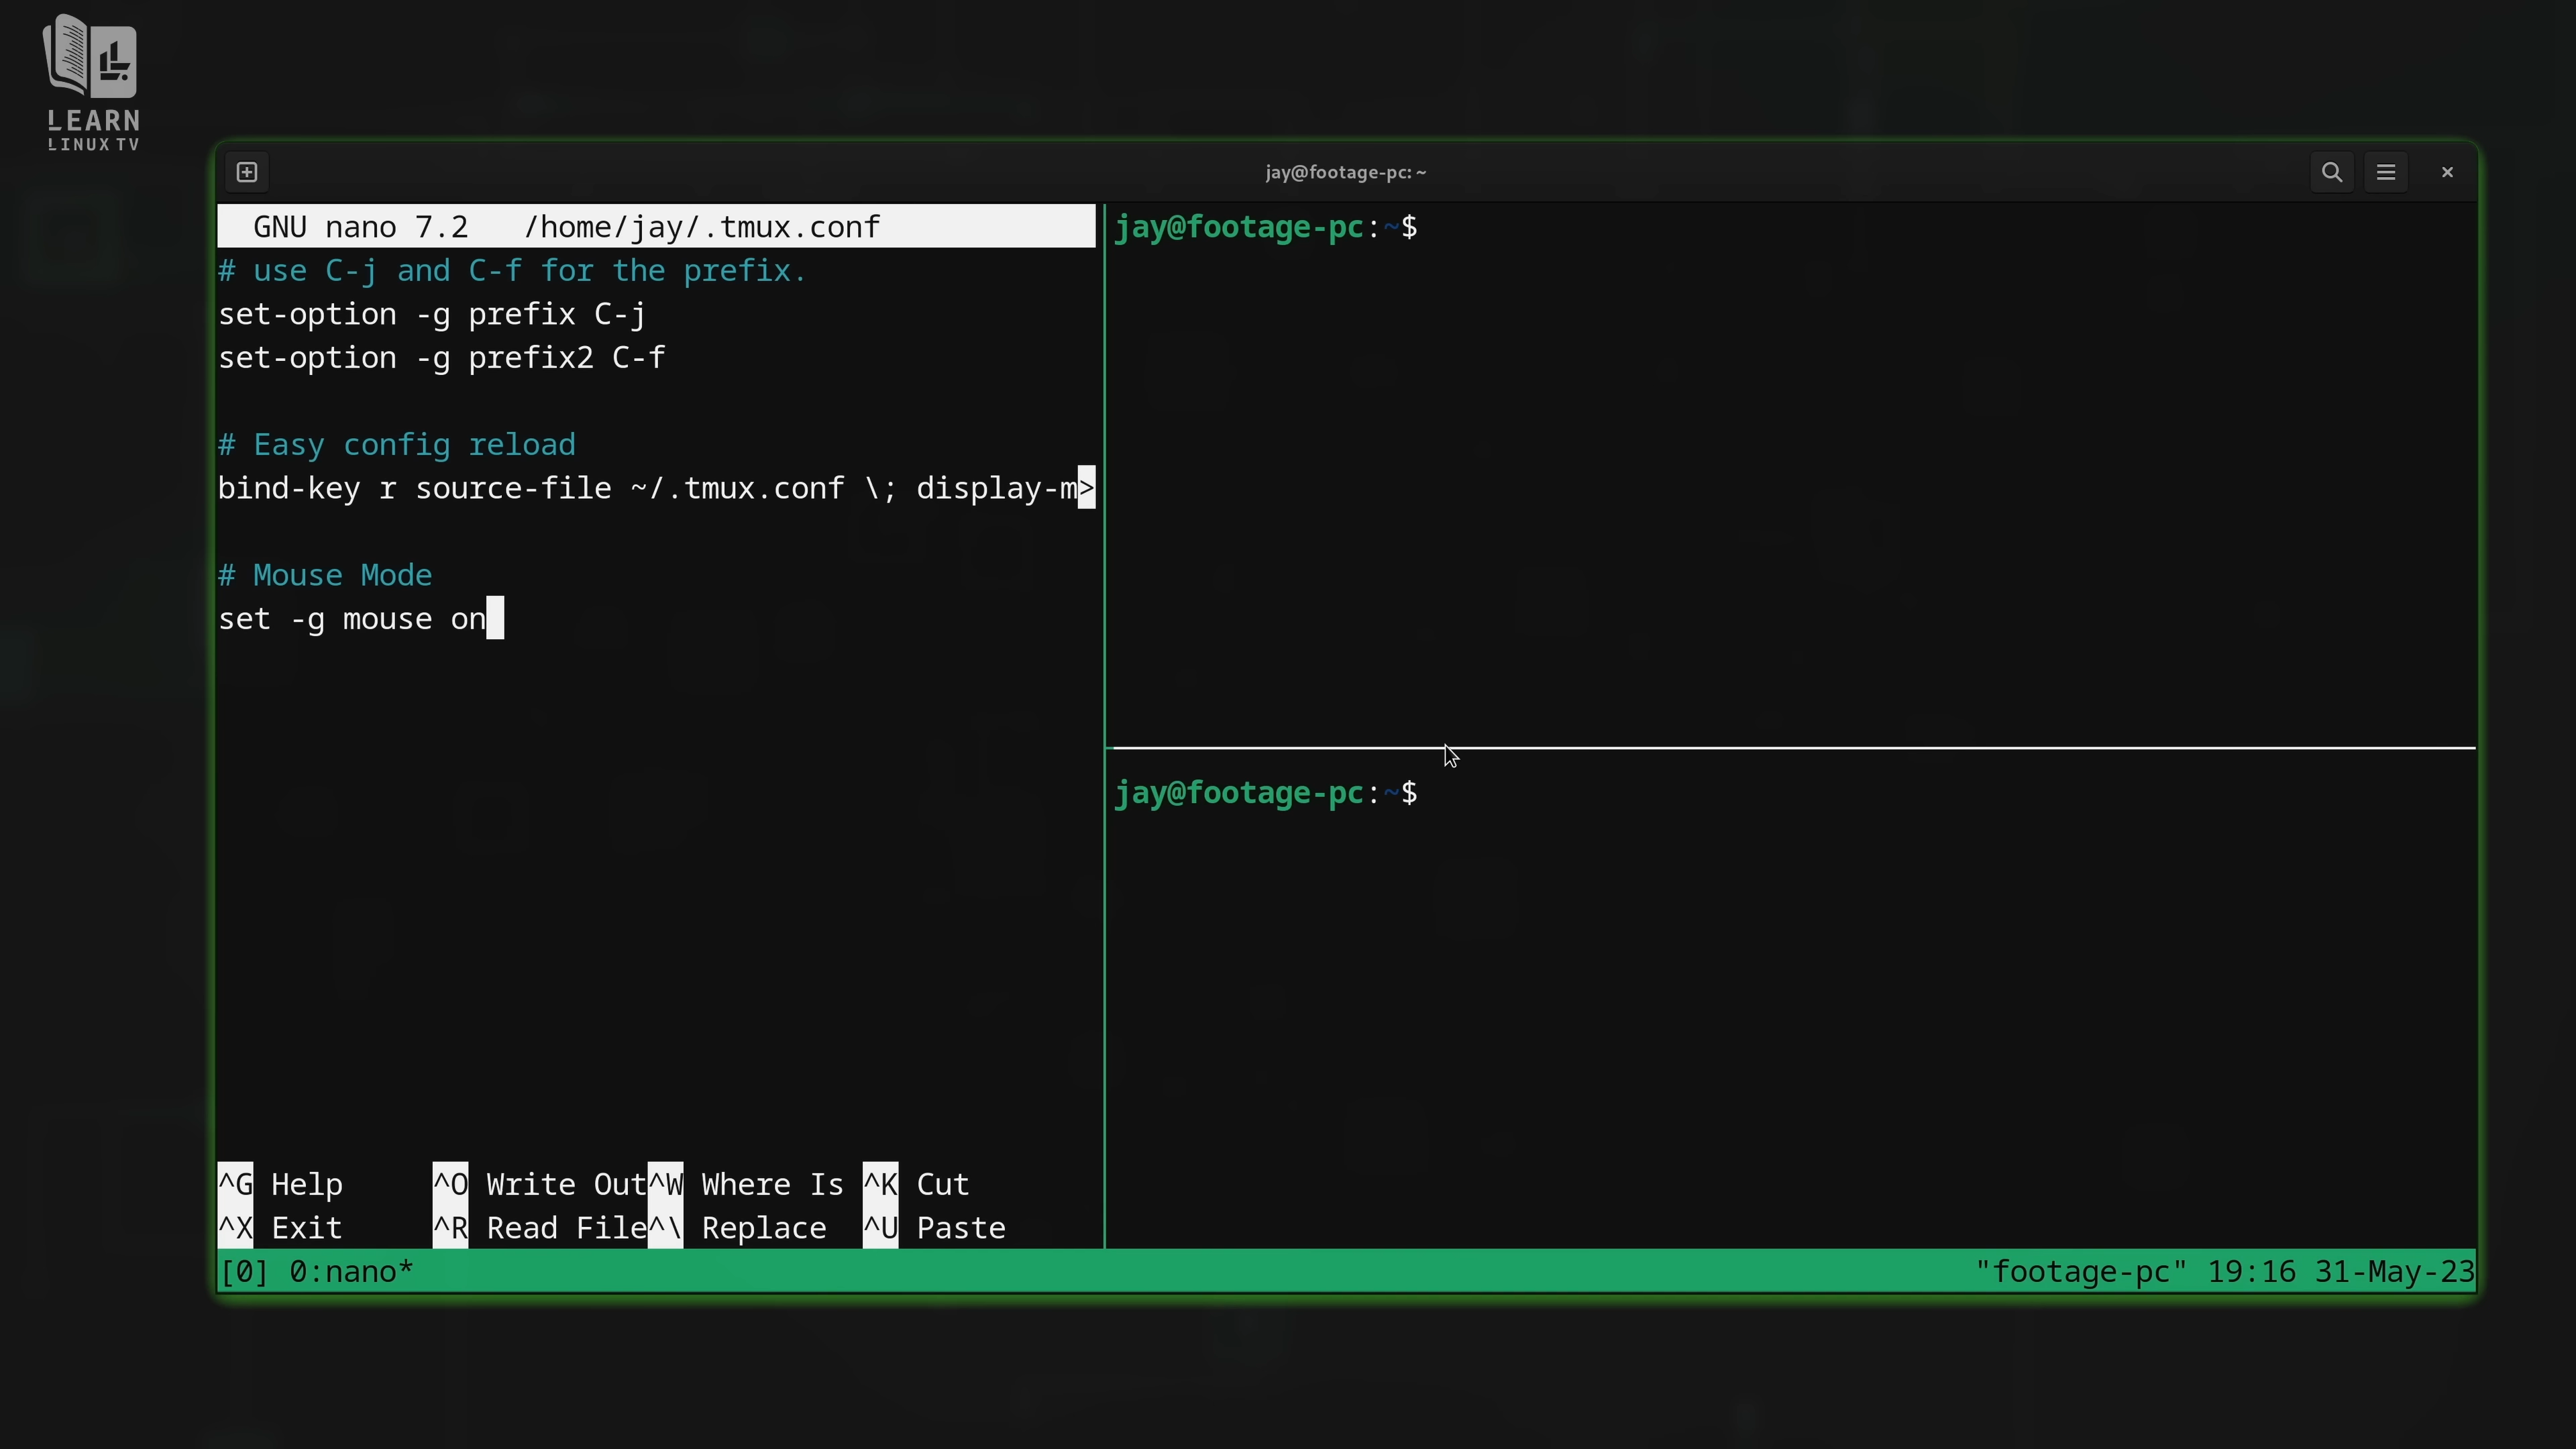 LEARN
LINUX TV
jay@footage-pc: ~
GNU nano 7.2   /home/jay/.tmux.conf
# use C-j and C-f for the prefix.
set-option -g prefix C-j
set-option -g prefix2 C-f
# Easy config reload
bind-key r source-file ~/.tmux.conf \; display-m>
# Mouse Mode
set -g mouse on
^G Help     ^O Write Out^W Where Is ^K Cut
^X Exit     ^R Read File^\ Replace  ^U Paste
jay@footage-pc:~$
jay@footage-pc:~$
[0] 0:nano*    "footage-pc" 19:16 31-May-23